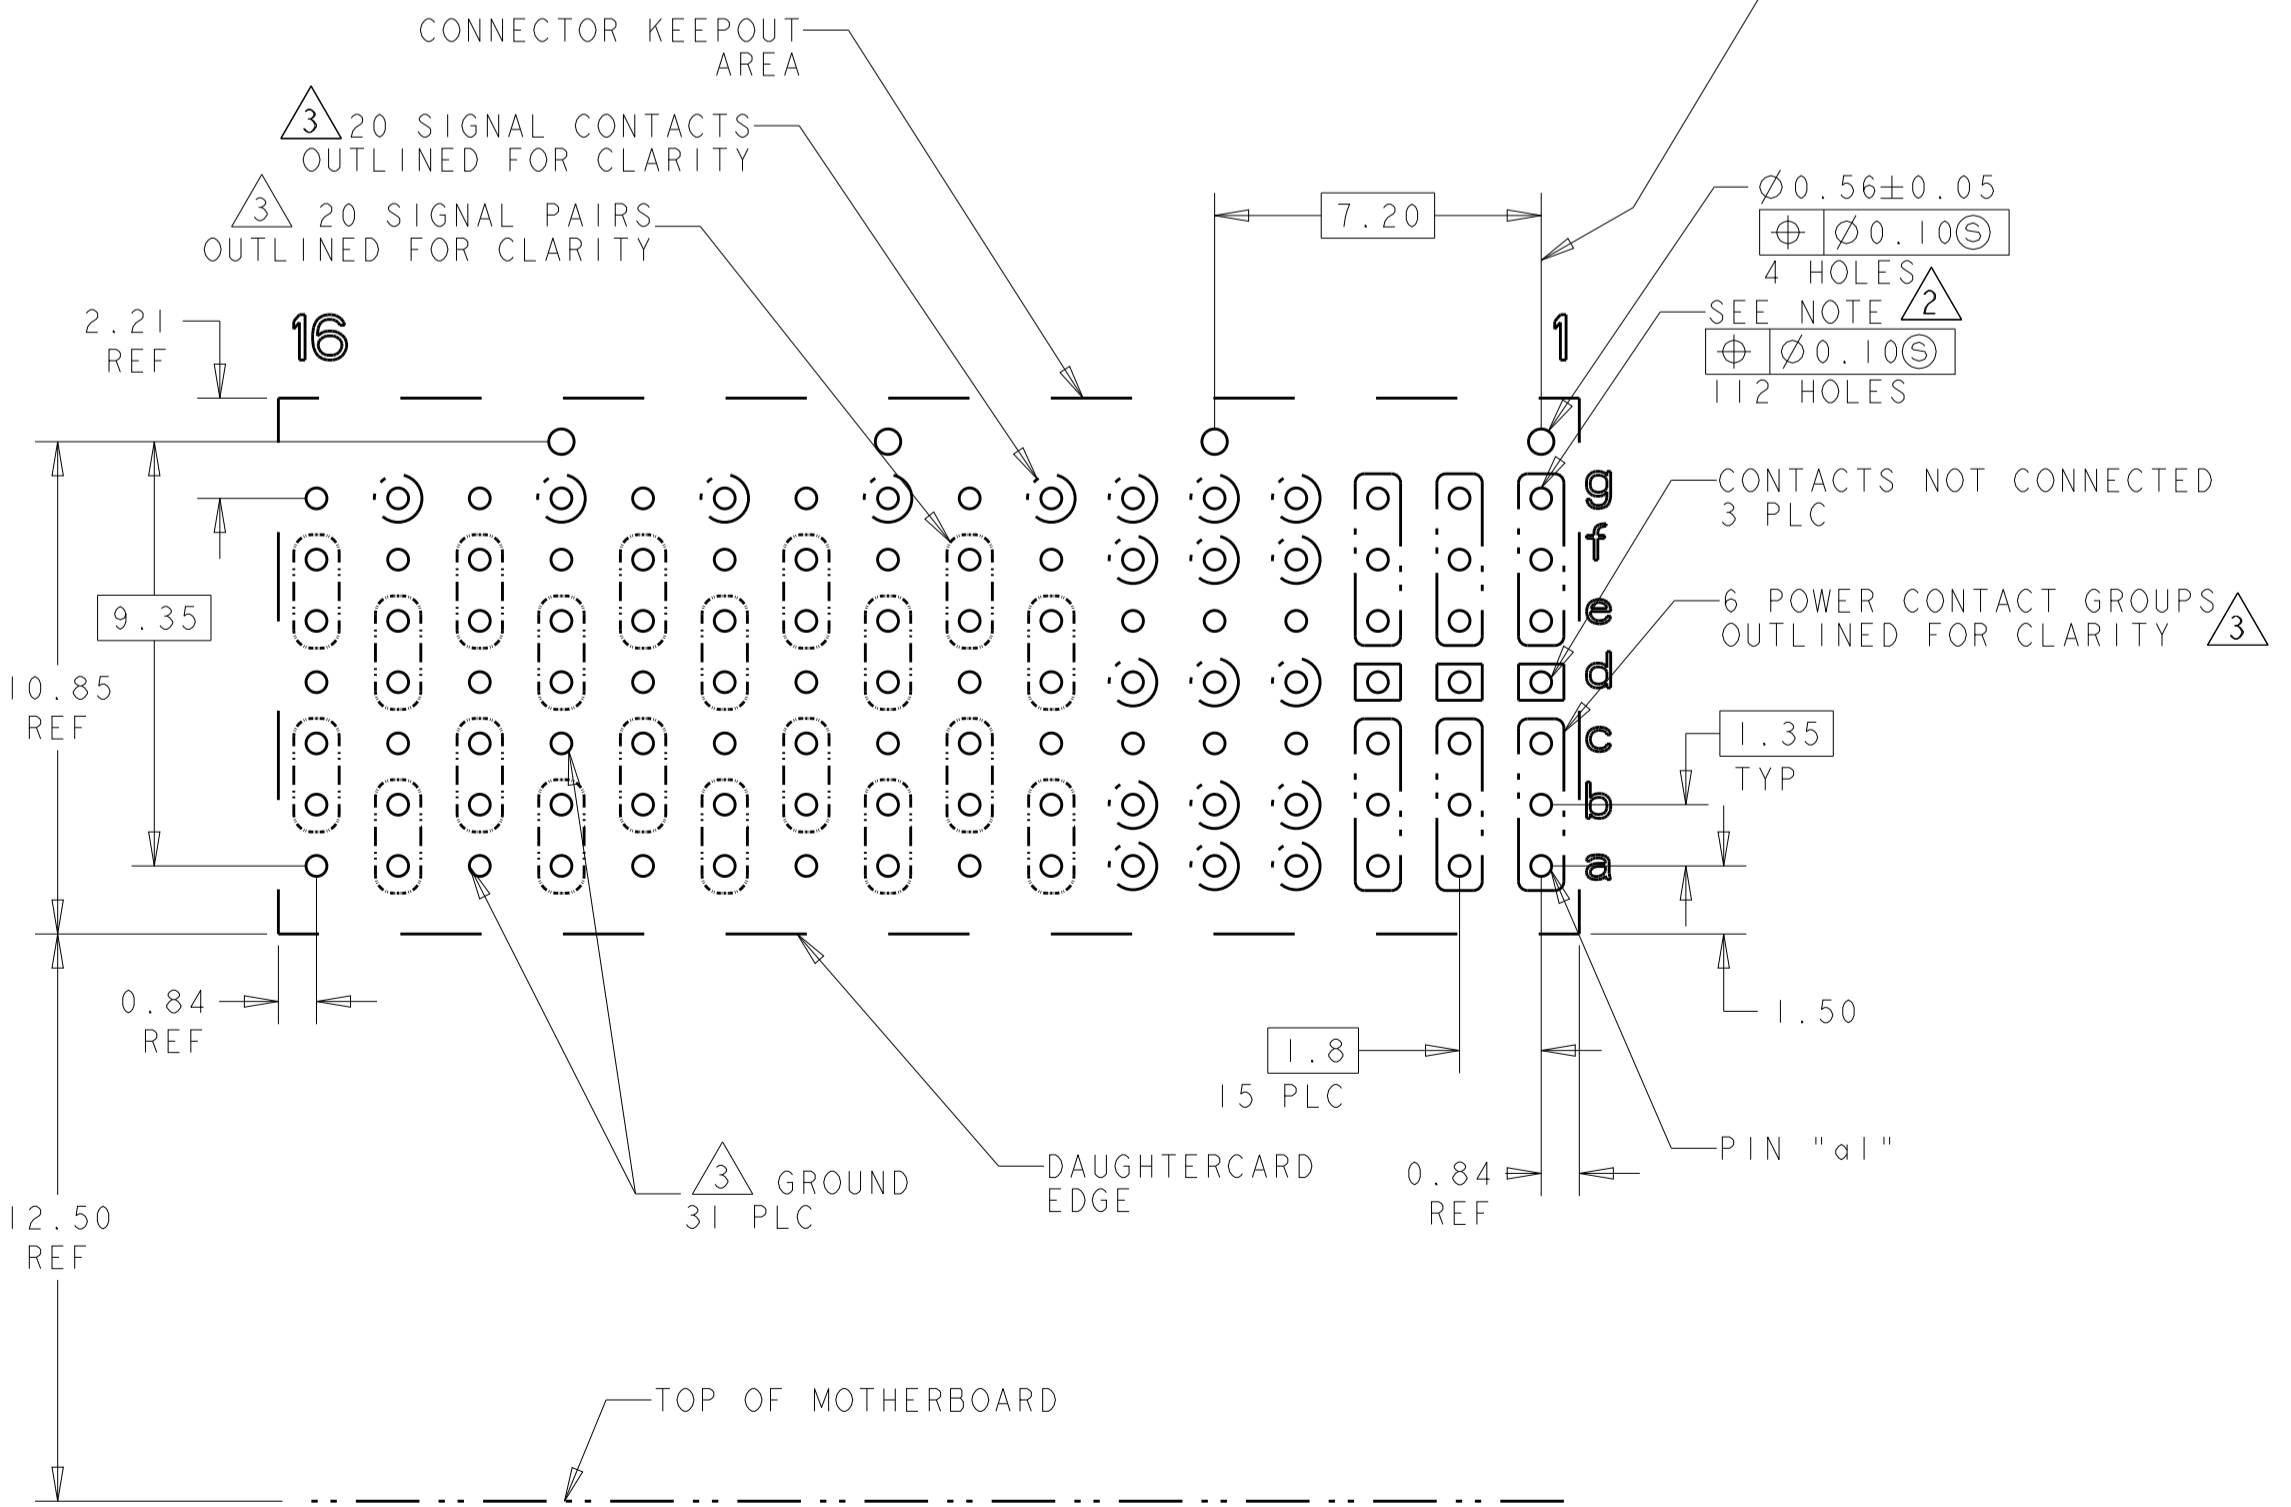 CONNECTOR KEEPOUT
AREA
3 20 SIGNAL CONTACTS
OUTLINED FOR CLARITY
3 20 SIGNAL PAIRS
OUTLINED FOR CLARITY
7.20
Ø0.56±0.05
⌖ Ø0.10Ⓢ
4 HOLES
SEE NOTE 2
⌖ Ø0.10Ⓢ
112 HOLES
2.21
REF
16
1
g
CONTACTS NOT CONNECTED
3 PLC
f
e
6 POWER CONTACT GROUPS
OUTLINED FOR CLARITY 3
9.35
d
10.85
REF
c
1.35
TYP
b
a
0.84
REF
1.50
1.8
15 PLC
PIN "a1"
3 GROUND
31 PLC
DAUGHTERCARD
EDGE
0.84
REF
12.50
REF
TOP OF MOTHERBOARD